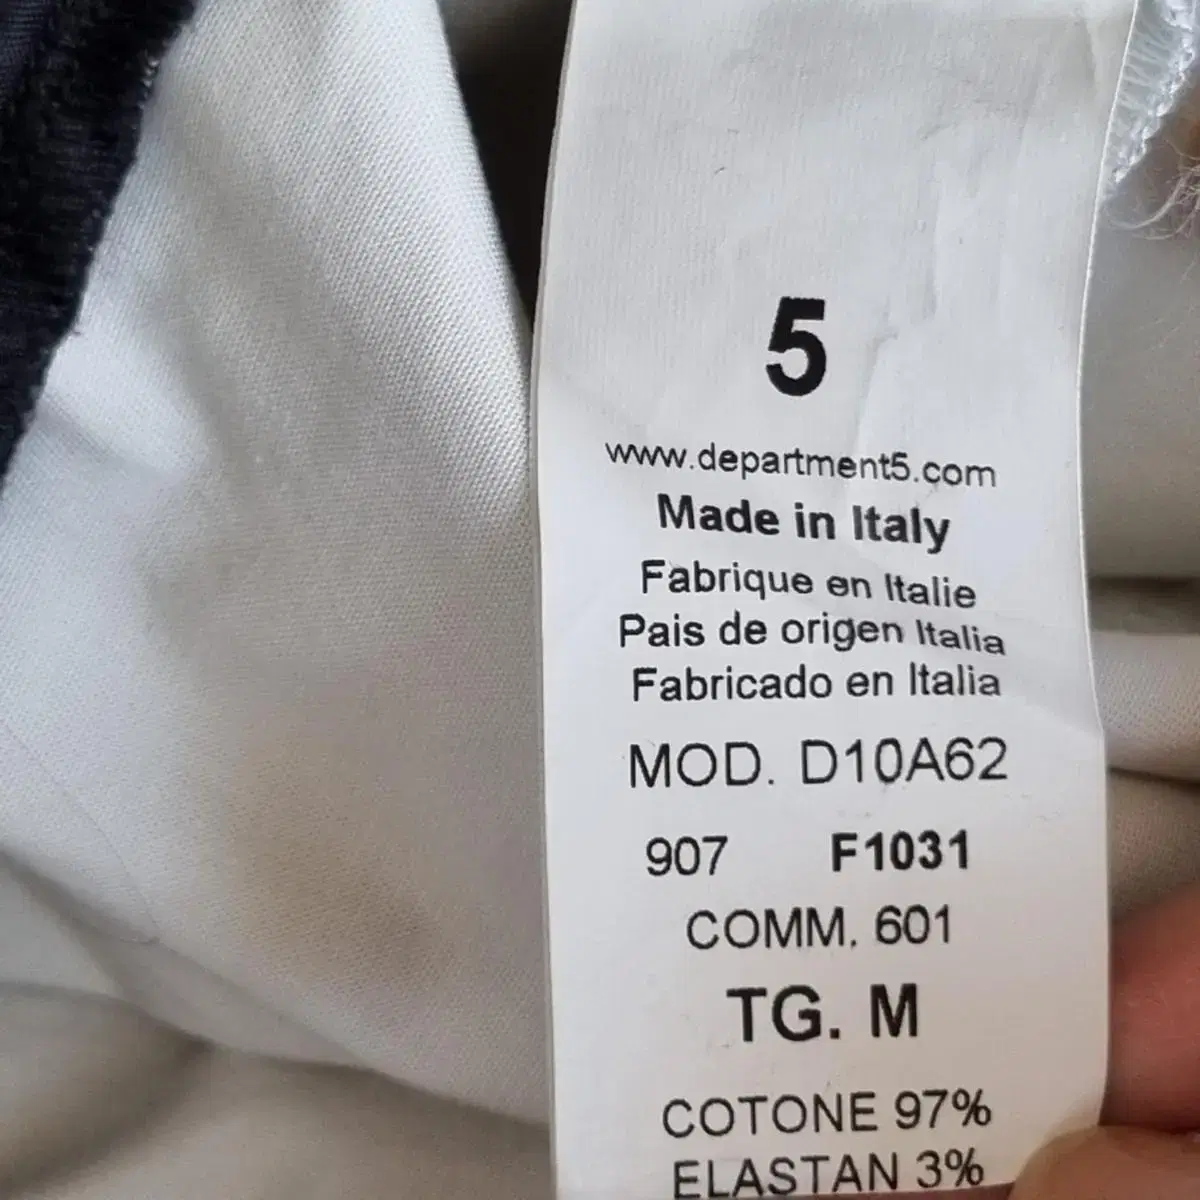 5
www.department5.com
Made in Italy
Fabrique en Italie
Pais de origen Italia
Fabricado en Italia
MOD. D10A62
907 F1031
COMM. 601
TG. M
COTONE 97%
ELASTAN 3%